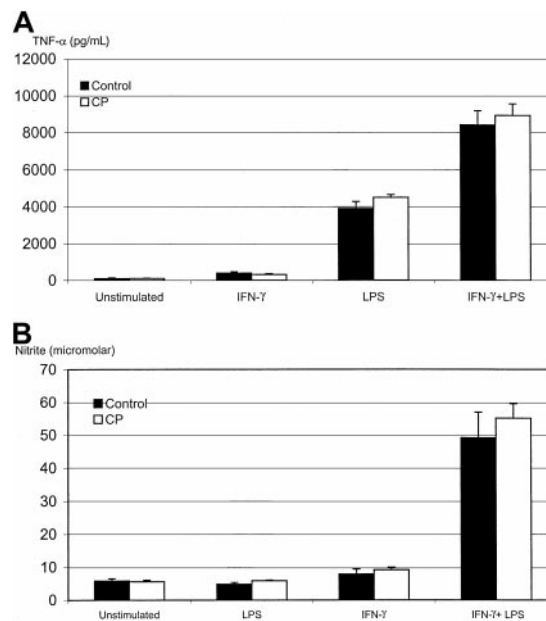 A
TNF-α (pg/mL)
12000
10000
8000
6000
4000
2000
0
Control
CP
Unstimulated
IFN-γ
LPS
IFN-γ+LPS
B
Nitrite (micromolar)
70
60
50
40
30
20
10
0
Control
CP
Unstimulated
LPS
IFN-γ
IFN-γ+ LPS